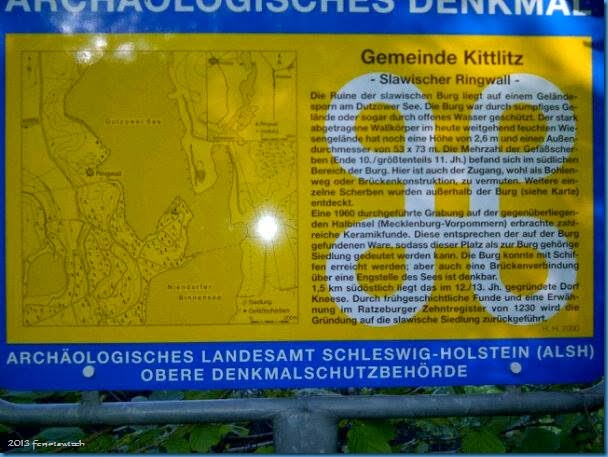 ARCHÄOLOGISCHES DENKMAL
Gemeinde Kittlitz
- Slawischer Ringwall -
Die Ruine der slawischen Burg liegt auf einem Gelände-
sporn am Dutzower See. Die Burg war durch sumpfiges Ge-
lände oder sogar durch offenes Wasser geschützt. Der stark
abgetragene Wallkörper im heute weitgehend feuchten Wie-
sengelände hat noch eine Höhe von 2,6 m und einen Außen-
durchmesser von 53 x 73 m. Die Mehrzahl der Gefäßscher-
ben (Ende 10. / größtenteils 11. Jh.) befand sich im südlichen
Bereich der Burg. Hier ist auch der Zugang, wohl als Bohlen-
weg oder Brückenkonstruktion, zu vermuten. Weitere ein-
zelne Scherben wurden außerhalb der Burg (siehe Karte)
entdeckt.
Eine 1960 durchgeführte Grabung auf der gegenüberliegen-
den Halbinsel (Mecklenburg-Vorpommern) erbrachte zahl-
reiche Keramikfunde. Diese entsprechen der auf der Burg
gefundenen Ware, sodass dieser Platz als zur Burg gehörige
Siedlung gedeutet werden kann. Die Burg konnte mit Schif-
fen erreicht werden; aber auch eine Brückenverbindung
über eine Engstelle des Sees ist denkbar.
1,5 km südöstlich liegt das im 12./13. Jh. gegründete Dorf
Kneese. Durch frühgeschichtliche Funde und eine Erwäh-
nung im Ratzeburger Zehntregister von 1230 wird die
Gründung auf die slawische Siedlung zurückgeführt.
H. H. 2000
Dutzower See
Ringwall
Niendorfer
Binnensee
Siedlung
Gefäßscherben
ARCHÄOLOGISCHES LANDESAMT SCHLESWIG-HOLSTEIN (ALSH)
OBERE DENKMALSCHUTZBEHÖRDE
2013